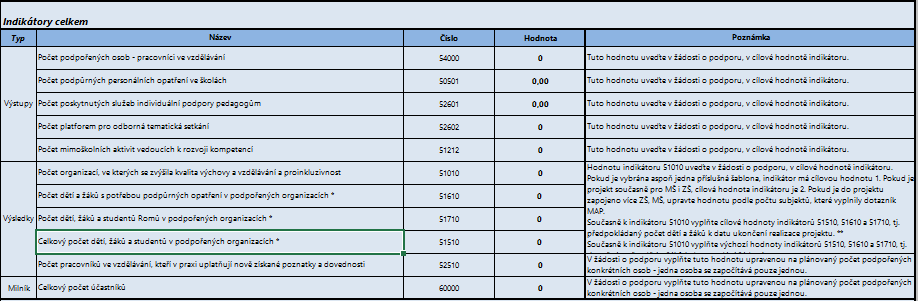 Indikátory celkem
Typ Název Číslo Hodnota Poznámka
Výstupy
Počet podpořených osob - pracovníci ve vzdělávání 54000 0 Tuto hodnotu uveďte v žádosti o podporu, v cílové hodnotě indikátoru.
Počet podpůrných personálních opatření ve školách 50501 0,00 Tuto hodnotu uveďte v žádosti o podporu, v cílové hodnotě indikátoru.
Počet poskytnutých služeb individuální podpory pedagogům 52601 0,00 Tuto hodnotu uveďte v žádosti o podporu, v cílové hodnotě indikátoru.
Počet platforem pro odborná tematická setkání 52602 0 Tuto hodnotu uveďte v žádosti o podporu, v cílové hodnotě indikátoru.
Počet mimoškolních aktivit vedoucích k rozvoji kompetencí 51212 0 Tuto hodnotu uveďte v žádosti o podporu, v cílové hodnotě indikátoru.
Výsledky
Počet organizací, ve kterých se zvýšila kvalita výchovy a vzdělávání a proinkluzivnost 51010 0
Počet dětí a žáků s potřebou podpůrných opatření v podpořených organizacích * 51610 0
Počet dětí, žáků a studentů Romů v podpořených organizacích * 51710 0
Celkový počet dětí, žáků a studentů v podpořených organizacích * 51510 0
Hodnotu indikátoru 51010 uveďte v žádosti o podporu, v cílové hodnotě indikátoru.
Pokud je vybrána aspoň jedna příslušná šablona, indikátor má cílovou hodnotu 1. Pokud je
projekt současně pro MŠ i ZŠ, cílová hodnota indikátoru je 2. Pokud je do projektu
zapojeno více ZŠ, MŠ, upravte hodnotu podle počtu subjektů, které vyplnily dotazník
MAP.
Současně k indikátoru 51010 vyplňte cílové hodnoty indikátorů 51510, 51610 a 51710, tj.
předpokládaný počet dětí a žáků k datu ukončení realizace projektu. **
Současně k indikátoru 51010 vyplňte výchozí hodnoty indikátorů 51510, 51610 a 51710, tj.
Počet pracovníků ve vzdělávání, kteří v praxi uplatňují nově získané poznatky a dovednosti 52510 0
V žádosti o podporu vyplňte tuto hodnotu upravenou na plánovaný počet podpořených
konkrétních osob - jedna osoba se započítává pouze jednou.
Milník Celkový počet účastníků 60000 0
V žádosti o podporu vyplňte tuto hodnotu upravenou na plánovaný počet podpořených
konkrétních osob - jedna osoba se započítává pouze jednou.